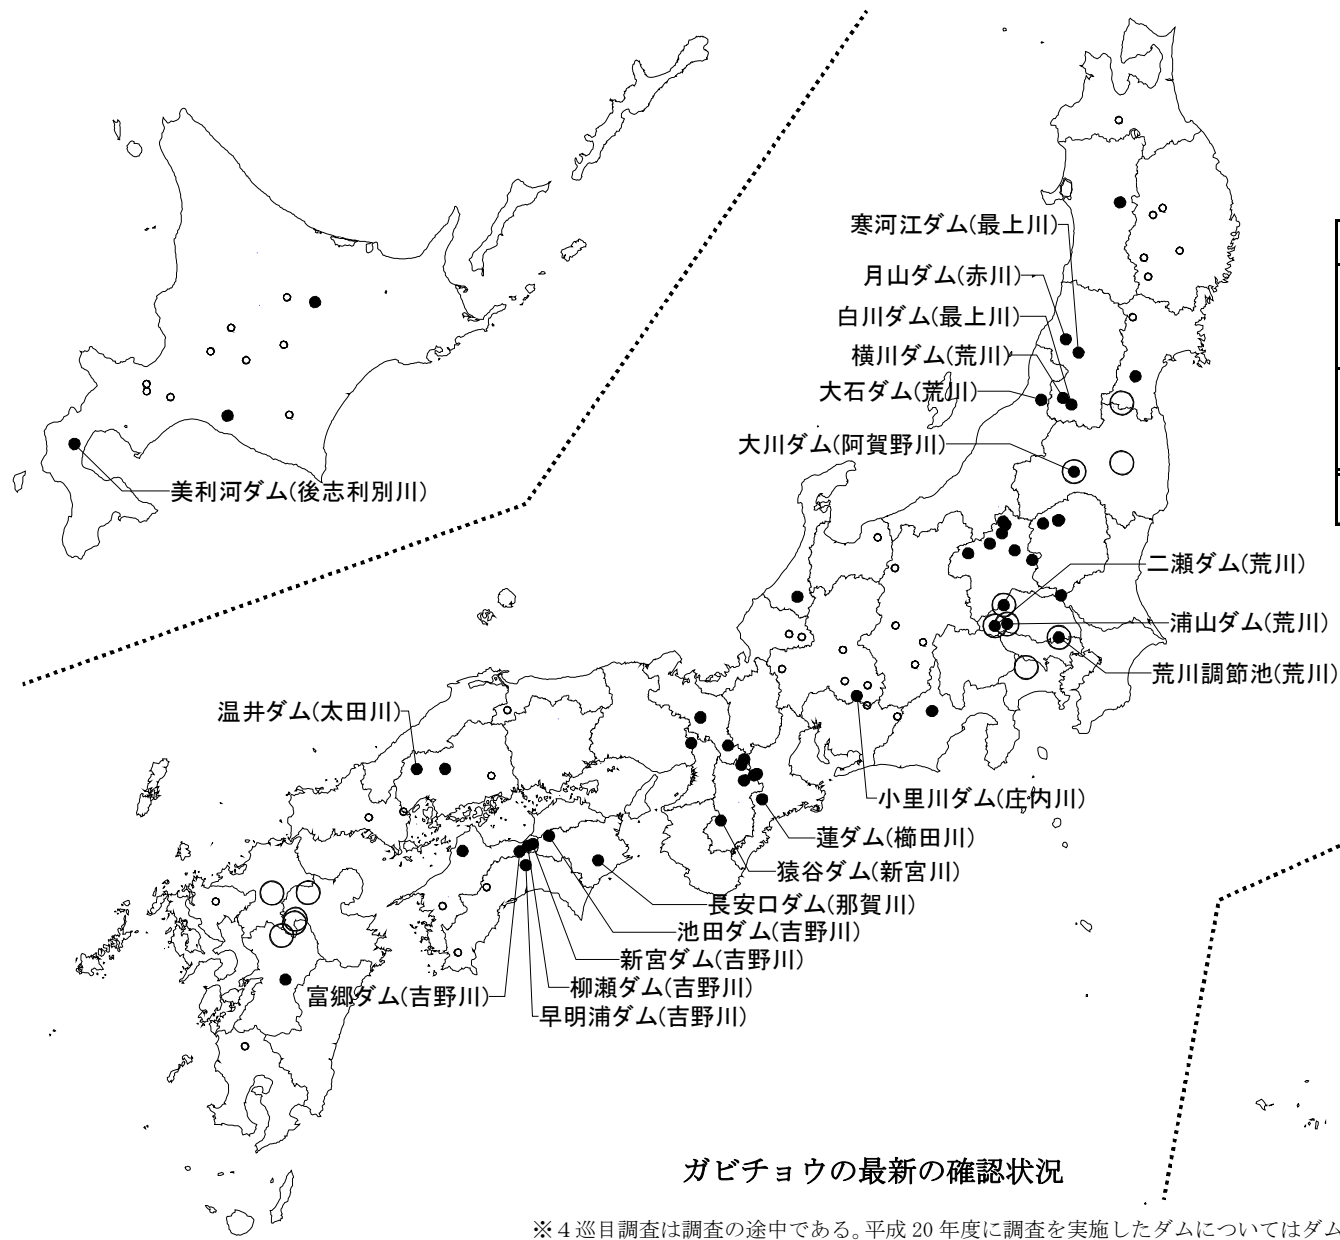 寒河江ダム(最上川)
月山ダム(赤川)
白川ダム(最上川)
横川ダム(荒川)
大石ダム(荒川)
大川ダム(阿賀野川)
美利河ダム(後志利別川)
二瀬ダム(荒川)
浦山ダム(荒川)
荒川調節池(荒川)
温井ダム(太田川)
小里川ダム(庄内川)
蓮ダム(櫛田川)
猿谷ダム(新宮川)
長安口ダム(那賀川)
池田ダム(吉野川)
新宮ダム(吉野川)
柳瀬ダム(吉野川)
富郷ダム(吉野川)
早明浦ダム(吉野川)
ガビチョウの最新の確認状況
※4巡目調査は調査の途中である。平成 20 年度に調査を実施したダムについてはダム